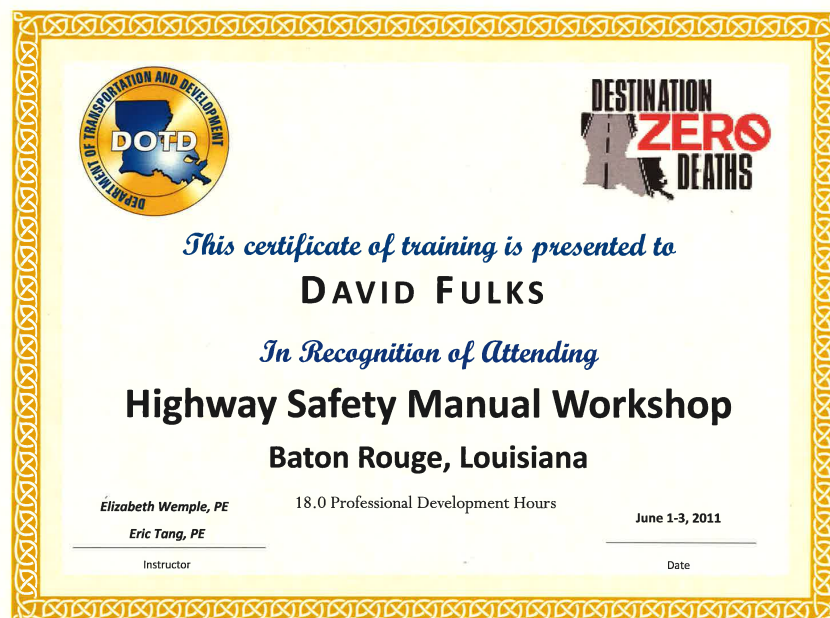 DEPARTMENT OF TRANSPORTATION AND DEVELOPMENT
DOTD
DESTINATION
ZERO
DEATHS
This certificate of training is presented to
DAVID FULKS
In Recognition of Attending
Highway Safety Manual Workshop
Baton Rouge, Louisiana
18.0 Professional Development Hours
Elizabeth Wemple, PE
Eric Tang, PE
Instructor
June 1-3, 2011
Date